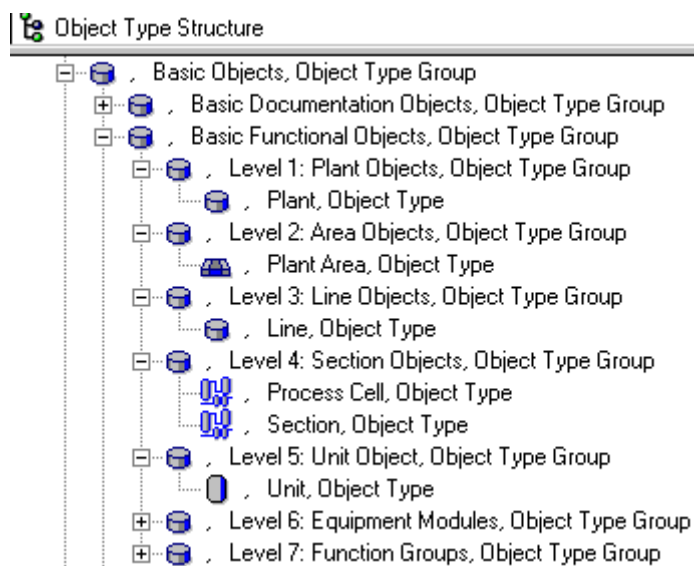 Object Type Structure
, Basic Objects, Object Type Group
, Basic Documentation Objects, Object Type Group
, Basic Functional Objects, Object Type Group
, Level 1: Plant Objects, Object Type Group
, Plant, Object Type
, Level 2: Area Objects, Object Type Group
, Plant Area, Object Type
, Level 3: Line Objects, Object Type Group
, Line, Object Type
, Level 4: Section Objects, Object Type Group
, Process Cell, Object Type
, Section, Object Type
, Level 5: Unit Object, Object Type Group
, Unit, Object Type
, Level 6: Equipment Modules, Object Type Group
, Level 7: Function Groups, Object Type Group